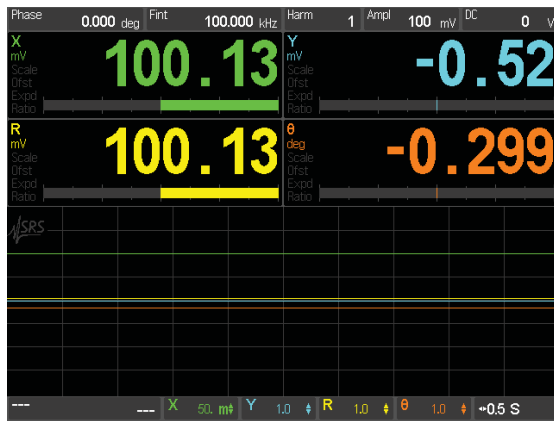 Phase 0.000 deg Fint 100.000 kHz Harm 1 Ampl 100 mV DC 0 V
X
mV
Scale
Ofst
Expd
Ratio
100.13
Y
mV
Scale
Ofst
Expd
Ratio
-0.52
R
mV
Scale
Ofst
Expd
Ratio
100.13
θ
deg
Scale
Ofst
Expd
Ratio
-0.299
SRS
--- --- X 50. m Y 1.0 R 1.0 θ 1.0 0.5 S